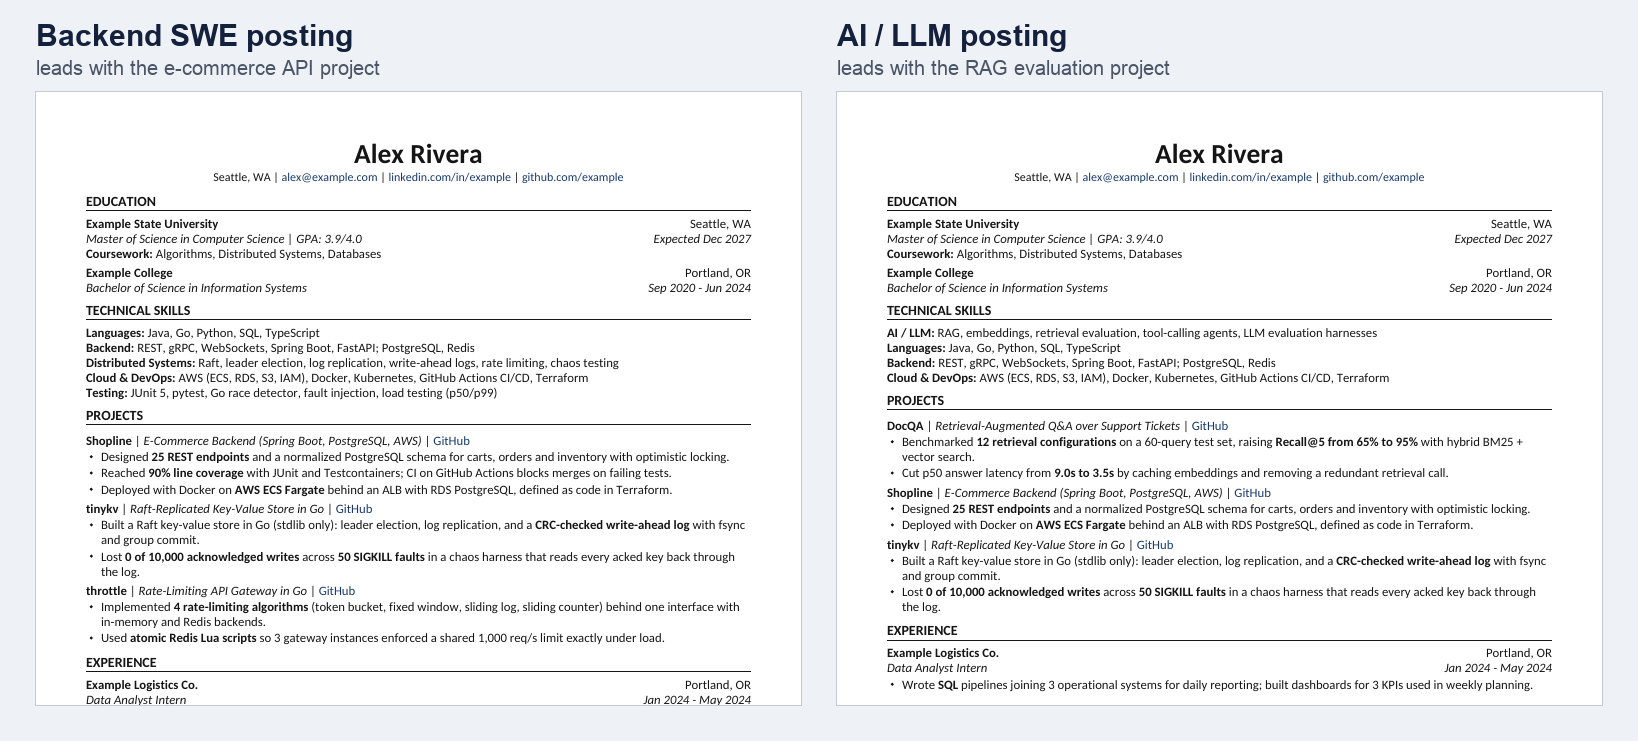 Backend SWE posting
leads with the e-commerce API project
Alex Rivera
Seattle, WA | alex@example.com | linkedin.com/in/example | github.com/example
EDUCATION
Example State University Seattle, WA
Master of Science in Computer Science | GPA: 3.9/4.0 Expected Dec 2027
Coursework: Algorithms, Distributed Systems, Databases
Example College Portland, OR
Bachelor of Science in Information Systems Sep 2020 - Jun 2024
TECHNICAL SKILLS
Languages: Java, Go, Python, SQL, TypeScript
Backend: REST, gRPC, WebSockets, Spring Boot, FastAPI; PostgreSQL, Redis
Distributed Systems: Raft, leader election, log replication, write-ahead logs, rate limiting, chaos testing
Cloud & DevOps: AWS (ECS, RDS, S3, IAM), Docker, Kubernetes, GitHub Actions CI/CD, Terraform
Testing: JUnit 5, pytest, Go race detector, fault injection, load testing (p50/p99)
PROJECTS
Shopline | E-Commerce Backend (Spring Boot, PostgreSQL, AWS) | GitHub
• Designed 25 REST endpoints and a normalized PostgreSQL schema for carts, orders and inventory with optimistic locking.
• Reached 90% line coverage with JUnit and Testcontainers; CI on GitHub Actions blocks merges on failing tests.
• Deployed with Docker on AWS ECS Fargate behind an ALB with RDS PostgreSQL, defined as code in Terraform.
tinykv | Raft-Replicated Key-Value Store in Go | GitHub
• Built a Raft key-value store in Go (stdlib only): leader election, log replication, and a CRC-checked write-ahead log with fsync
and group commit.
• Lost 0 of 10,000 acknowledged writes across 50 SIGKILL faults in a chaos harness that reads every acked key back through
the log.
throttle | Rate-Limiting API Gateway in Go | GitHub
• Implemented 4 rate-limiting algorithms (token bucket, fixed window, sliding log, sliding counter) behind one interface with
in-memory and Redis backends.
• Used atomic Redis Lua scripts so 3 gateway instances enforced a shared 1,000 req/s limit exactly under load.
EXPERIENCE
Example Logistics Co. Portland, OR
Data Analyst Intern Jan 2024 - May 2024
AI / LLM posting
leads with the RAG evaluation project
Alex Rivera
Seattle, WA | alex@example.com | linkedin.com/in/example | github.com/example
EDUCATION
Example State University Seattle, WA
Master of Science in Computer Science | GPA: 3.9/4.0 Expected Dec 2027
Coursework: Algorithms, Distributed Systems, Databases
Example College Portland, OR
Bachelor of Science in Information Systems Sep 2020 - Jun 2024
TECHNICAL SKILLS
AI / LLM: RAG, embeddings, retrieval evaluation, tool-calling agents, LLM evaluation harnesses
Languages: Java, Go, Python, SQL, TypeScript
Backend: REST, gRPC, WebSockets, Spring Boot, FastAPI; PostgreSQL, Redis
Cloud & DevOps: AWS (ECS, RDS, S3, IAM), Docker, Kubernetes, GitHub Actions CI/CD, Terraform
PROJECTS
DocQA | Retrieval-Augmented Q&A over Support Tickets | GitHub
• Benchmarked 12 retrieval configurations on a 60-query test set, raising Recall@5 from 65% to 95% with hybrid BM25 +
vector search.
• Cut p50 answer latency from 9.0s to 3.5s by caching embeddings and removing a redundant retrieval call.
Shopline | E-Commerce Backend (Spring Boot, PostgreSQL, AWS) | GitHub
• Designed 25 REST endpoints and a normalized PostgreSQL schema for carts, orders and inventory with optimistic locking.
• Deployed with Docker on AWS ECS Fargate behind an ALB with RDS PostgreSQL, defined as code in Terraform.
tinykv | Raft-Replicated Key-Value Store in Go | GitHub
• Built a Raft key-value store in Go (stdlib only): leader election, log replication, and a CRC-checked write-ahead log with fsync
and group commit.
• Lost 0 of 10,000 acknowledged writes across 50 SIGKILL faults in a chaos harness that reads every acked key back through
the log.
EXPERIENCE
Example Logistics Co. Portland, OR
Data Analyst Intern Jan 2024 - May 2024
• Wrote SQL pipelines joining 3 operational systems for daily reporting; built dashboards for 3 KPIs used in weekly planning.